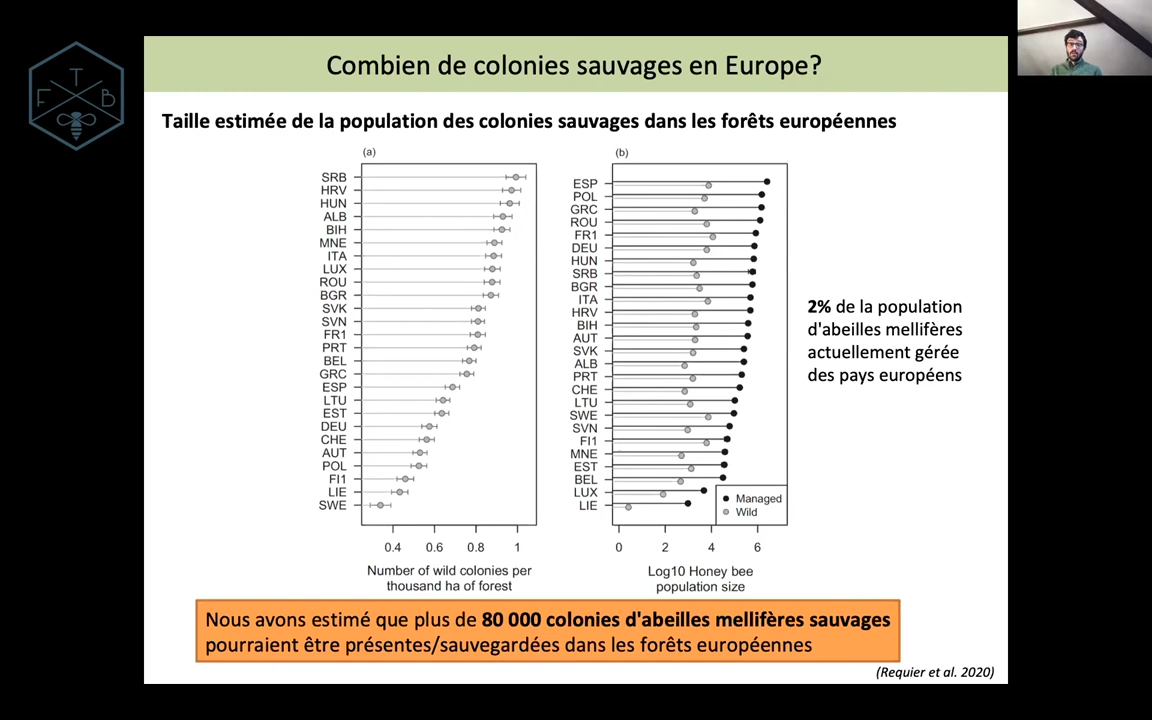 T
F B
Combien de colonies sauvages en Europe?
Taille estimée de la population des colonies sauvages dans les forêts européennes
(a)
SRB
HRV
HUN
ALB
BIH
MNE
ITA
LUX
ROU
BGR
SVK
SVN
FR1
PRT
BEL
GRC
ESP
LTU
EST
DEU
CHE
AUT
POL
FI1
LIE
SWE
0.4 0.6 0.8 1
Number of wild colonies per
thousand ha of forest
(b)
ESP
POL
GRC
ROU
FR1
DEU
HUN
SRB
BGR
ITA
HRV
BIH
AUT
SVK
ALB
PRT
CHE
LTU
SWE
SVN
FI1
MNE
EST
BEL
LUX
LIE
Managed
Wild
0 2 4 6
Log10 Honey bee
population size
2% de la population
d'abeilles mellifères
actuellement gérée
des pays européens
Nous avons estimé que plus de 80 000 colonies d'abeilles mellifères sauvages
pourraient être présentes/sauvegardées dans les forêts européennes
(Requier et al. 2020)